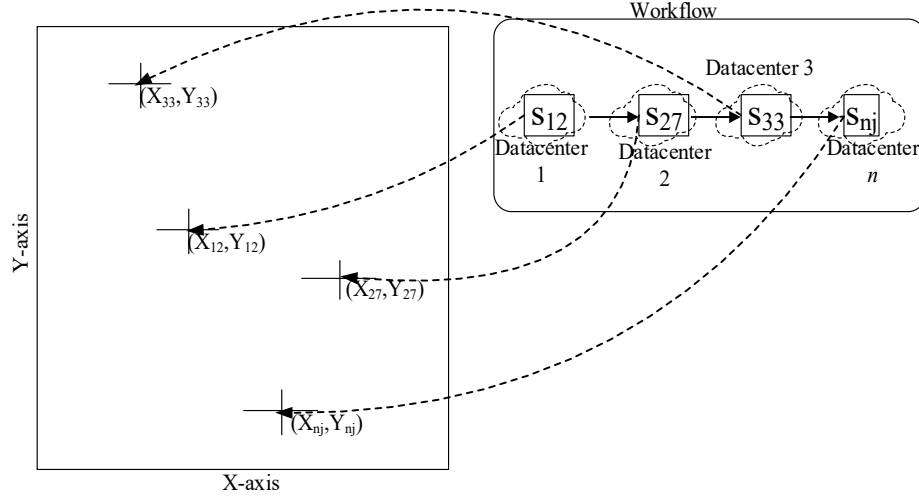 Workflow
Datacenter 3
S12
S27
S33
Snj
Datacenter
1
Datacenter
2
Datacenter
n
(X33,Y33)
(X12,Y12)
(X27,Y27)
(Xnj,Ynj)
Y-axis
X-axis